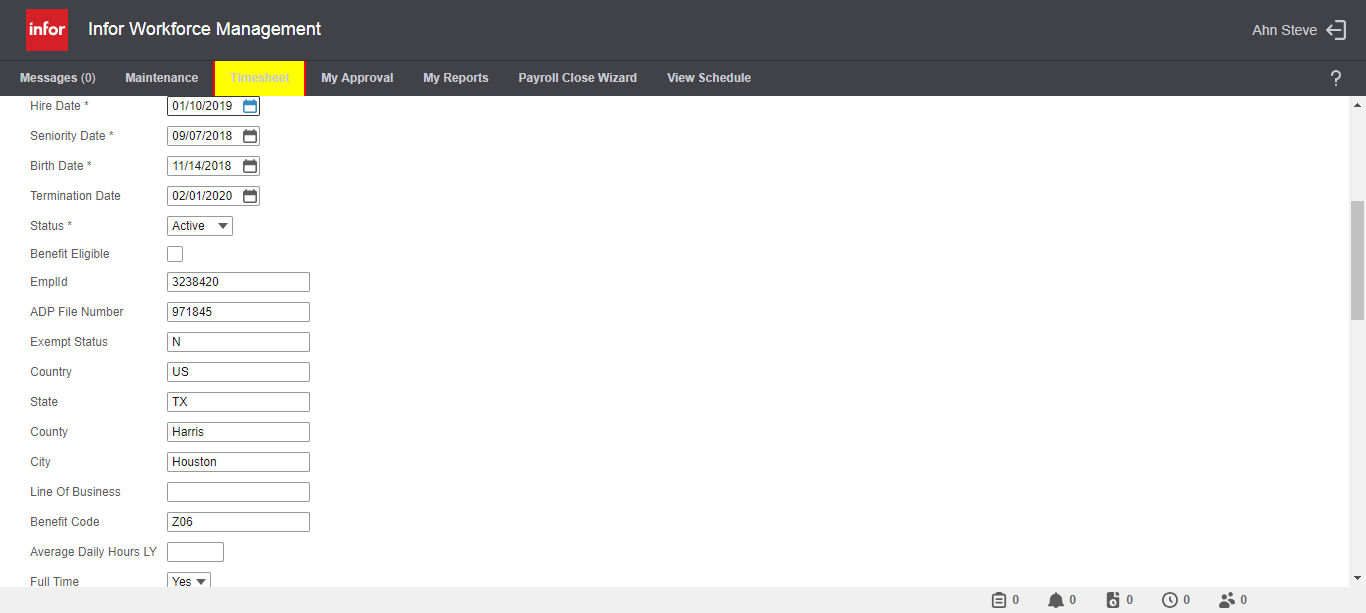 infor Infor Workforce Management Ahn Steve
Messages (0) Maintenance Timesheet My Approval My Reports Payroll Close Wizard View Schedule ?
Hire Date * 01/10/2019
Seniority Date * 09/07/2018
Birth Date * 11/14/2018
Termination Date 02/01/2020
Status * Active
Benefit Eligible
EmplId 3238420
ADP File Number 971845
Exempt Status N
Country US
State TX
County Harris
City Houston
Line Of Business
Benefit Code Z06
Average Daily Hours LY
Full Time Yes
0 0 0 0 0